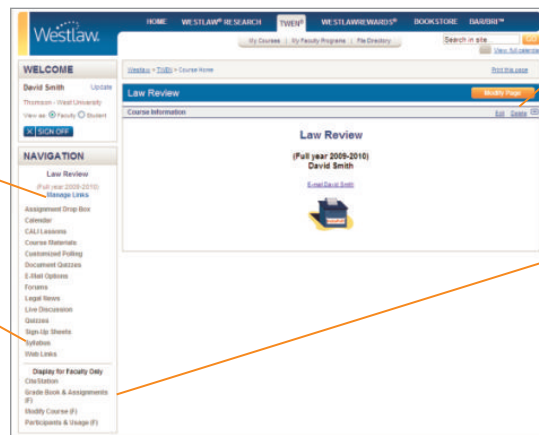 Westlaw.
HOME WESTLAW® RESEARCH TWEN® WESTLAWREWARDS® BOOKSTORE BAR/BRI™
My Courses | My Faculty Programs | File Directory
Search in site GO
View full calendar
WELCOME
David Smith Update
Thomson - West University
View as: Faculty Student
X SIGN OFF
NAVIGATION
Law Review
(Full year 2009-2010)
Manage Links
Assignment Drop Box
Calendar
CALI Lessons
Course Materials
Customized Polling
Document Quizzes
E-Mail Options
Forums
Legal News
Live Discussion
Quizzes
Sign-Up Sheets
Syllabus
Web Links
Display for Faculty Only
CiteStation
Grade Book & Assignments
(F)
Modify Course (F)
Participants & Usage (F)
Westlaw > TWEN > Course Home Print this page
Law Review Modify Page
Course Information Edit Delete
Law Review
(Full year 2009-2010)
David Smith
E-mail David Smith